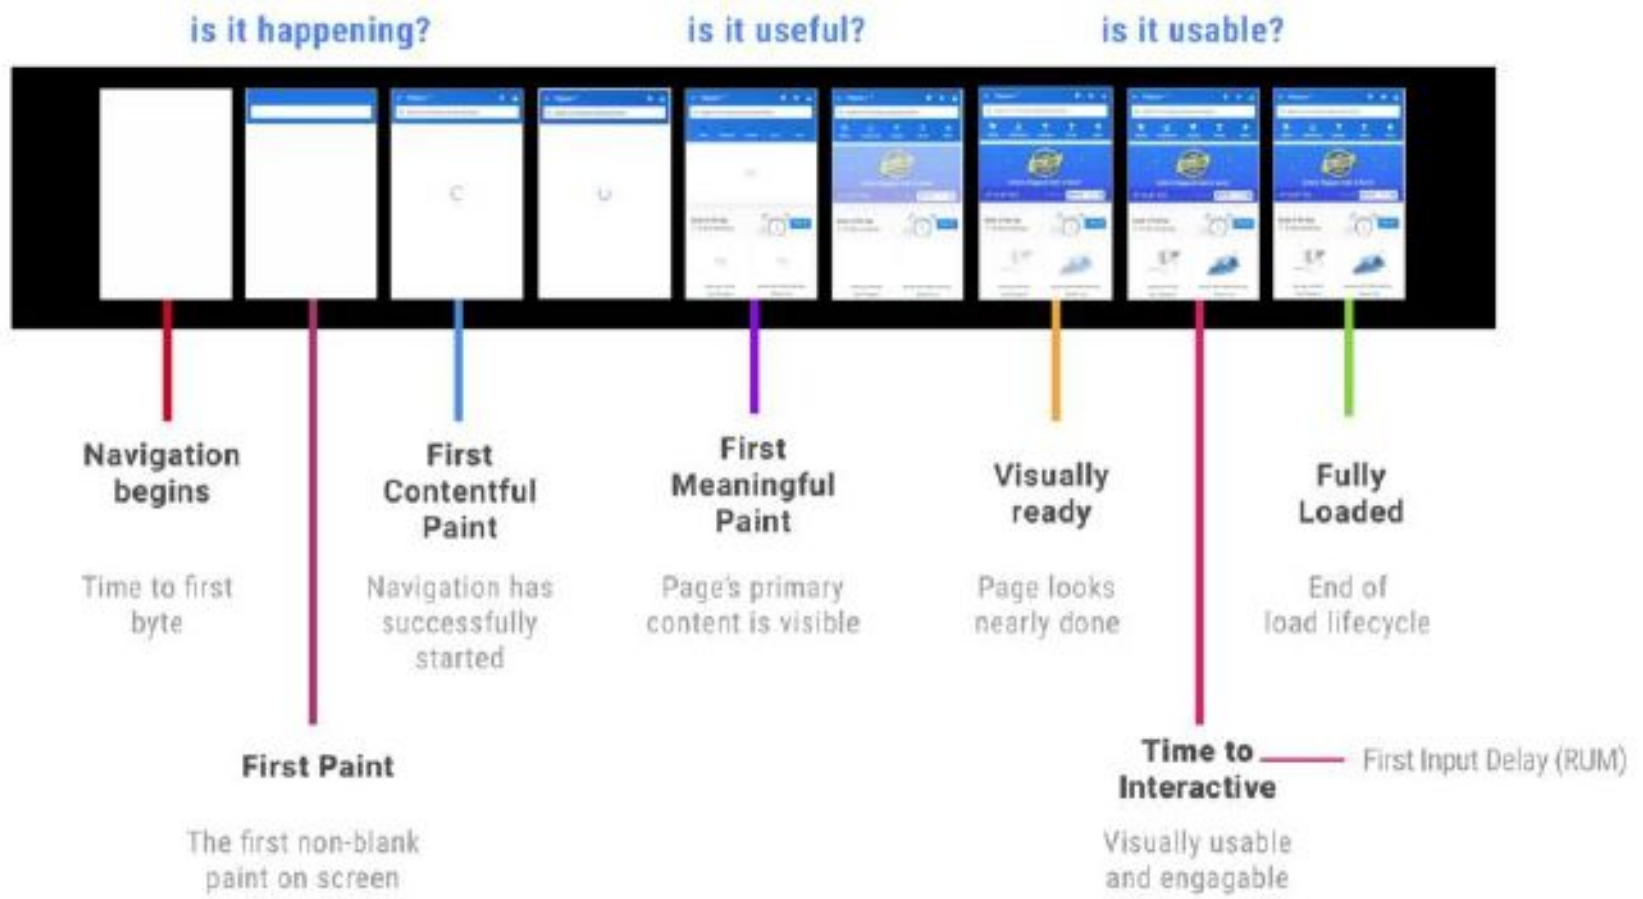 is it happening?
is it useful?
is it usable?
Navigation
begins
Time to first
byte
First Paint
The first non-blank
paint on screen
First
Contentful
Paint
Navigation has
successfully
started
First
Meaningful
Paint
Page's primary
content is visible
Visually
ready
Page looks
nearly done
Time to
Interactive
Visually usable
and engagable
First Input Delay (RUM)
Fully
Loaded
End of
load lifecycle